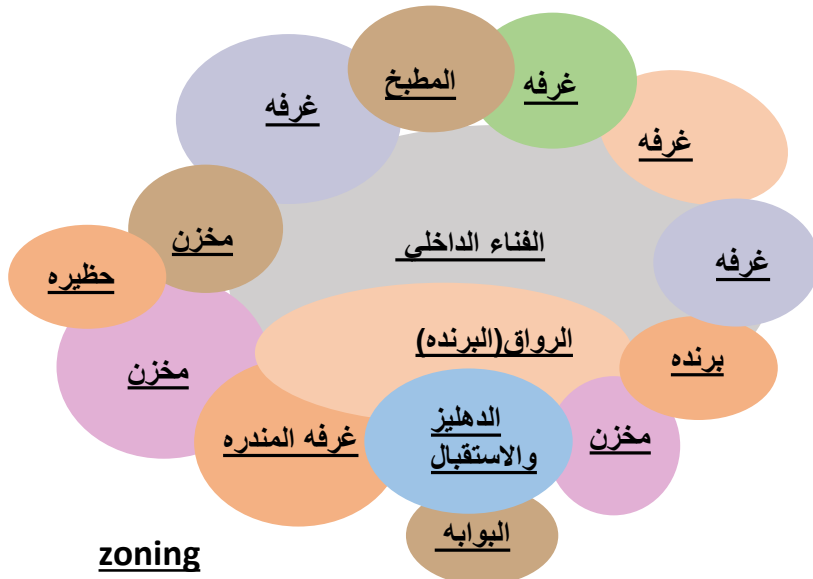 المطبخ
غرفه
غرفه
غرفه
مخزن
الفناء الداخلي
غرفه
حظيره
الرواق(البرنده)
برنده
مخزن
الدهليز
والاستقبال
غرفه المندره
مخزن
البوابه
zoning